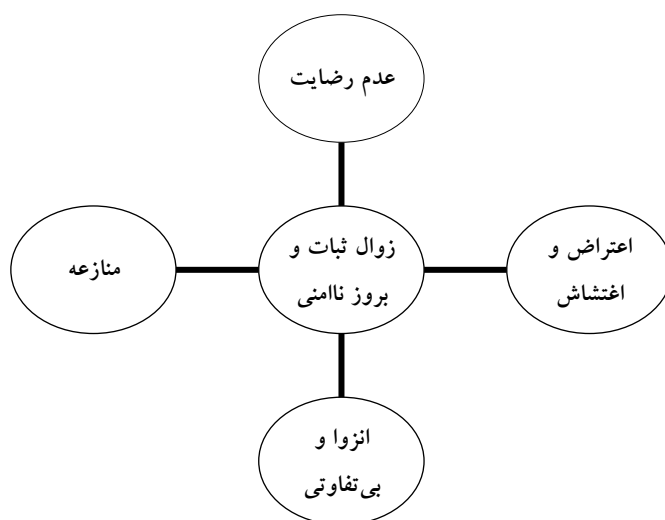 عدم رضایت
اعتراض و
اغتشاش
زوال ثبات و
بروز ناامنی
منازعه
انزوا و
بی‌تفاوتی